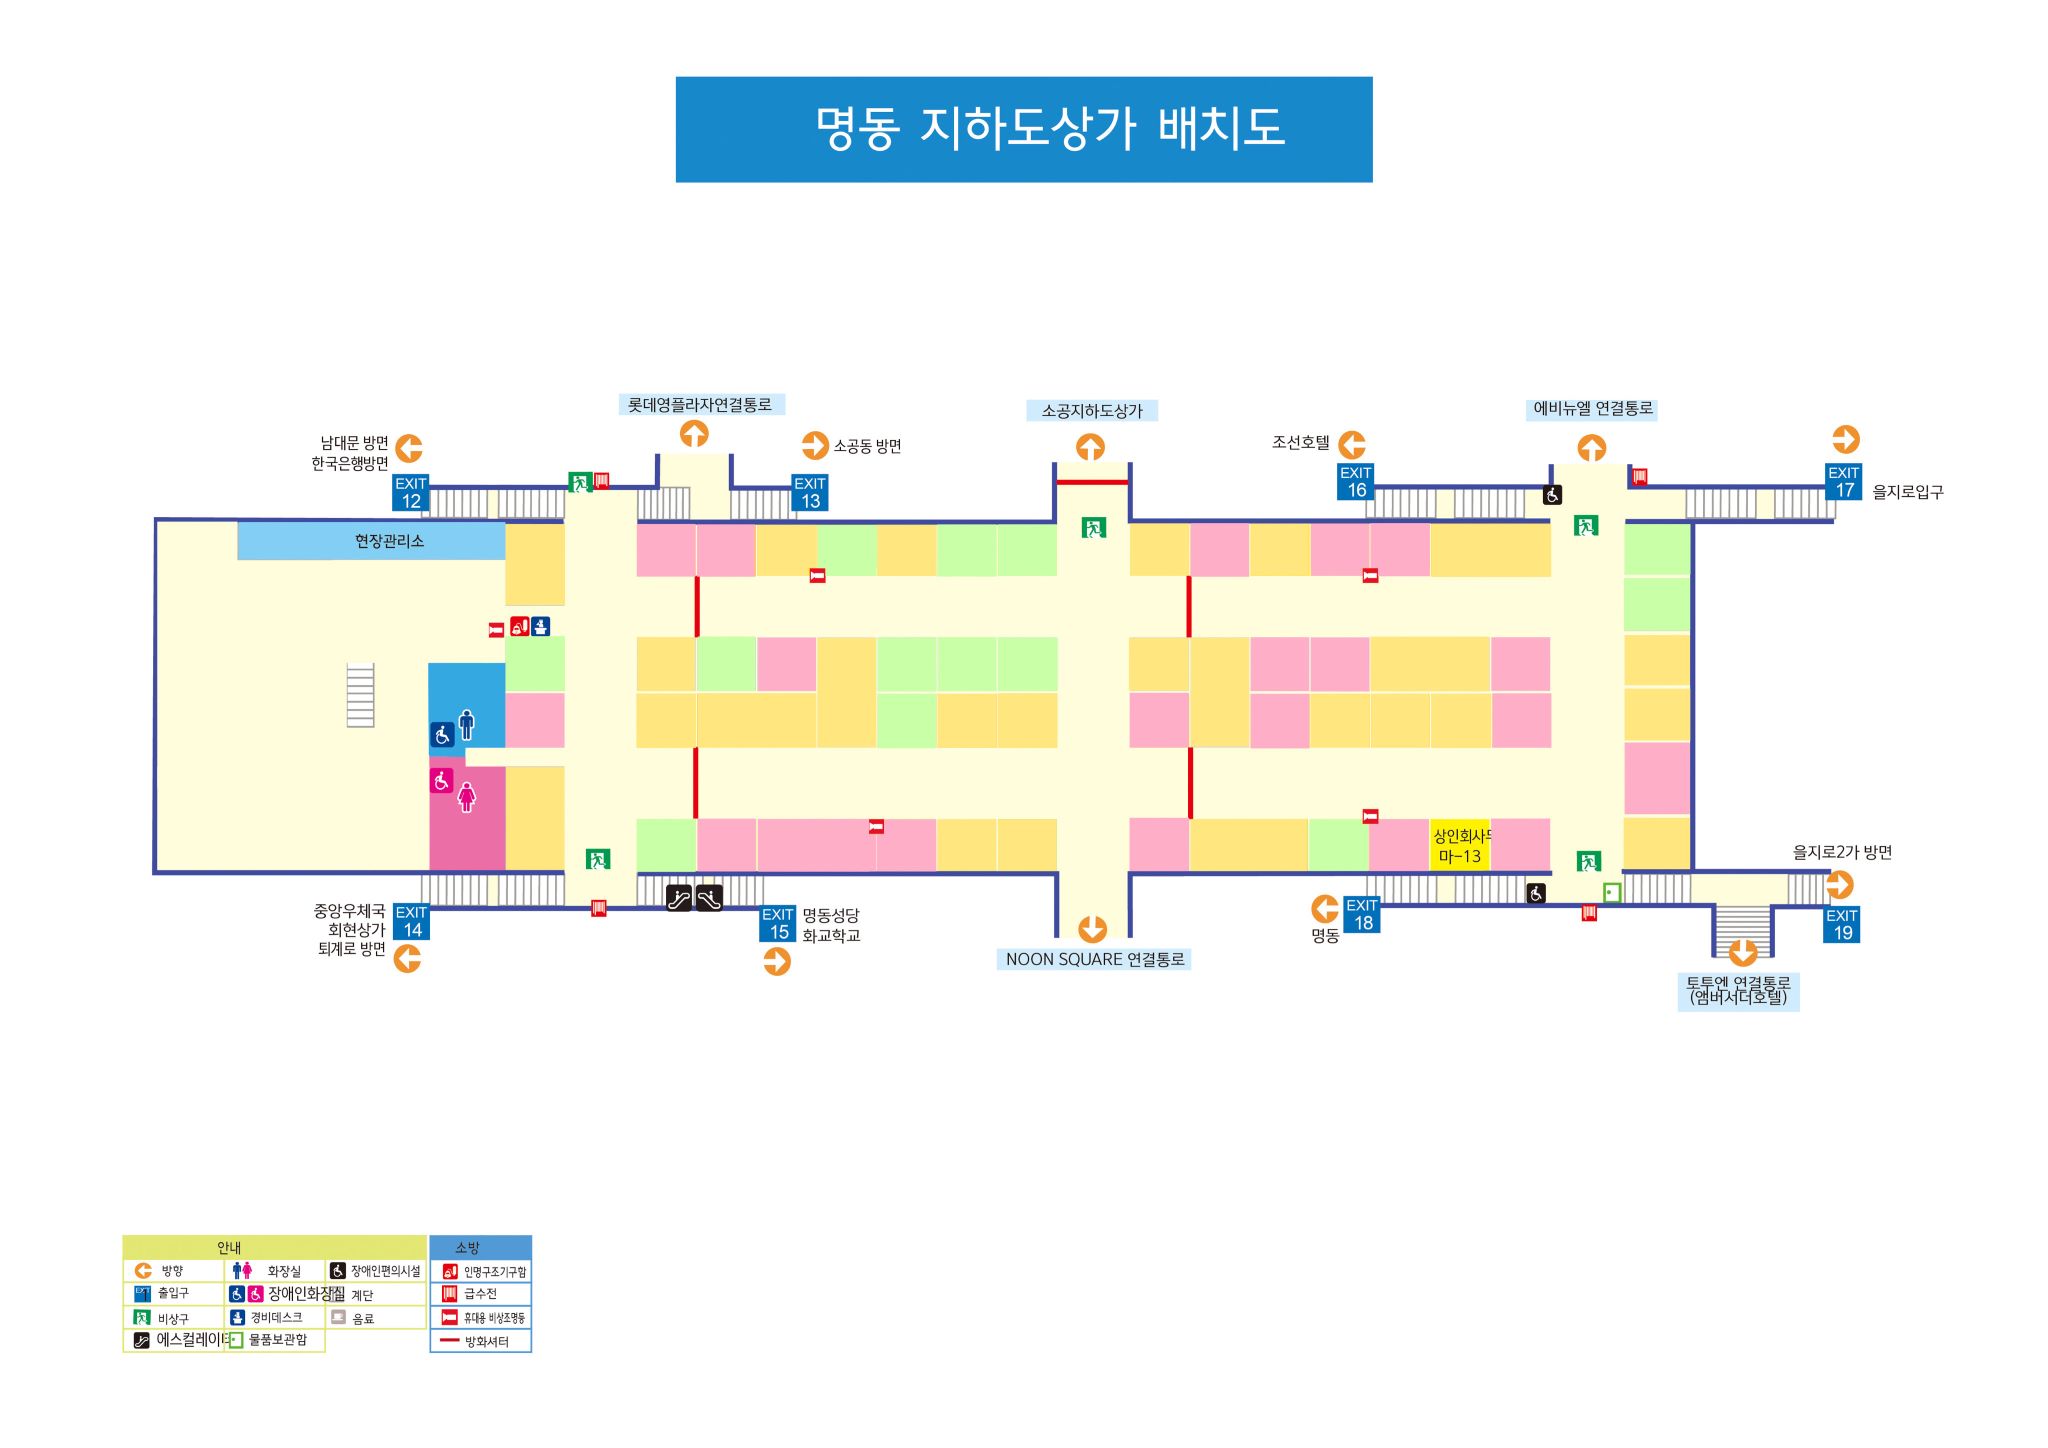 명동 지하도상가 배치도
롯데영플라자연결통로
소공지하도상가
에비뉴엘 연결통로
남대문 방면
한국은행방면
소공동 방면
조선호텔
EXIT
12
EXIT
13
EXIT
16
EXIT
17
을지로입구
현장관리소
상인회사무
마-13
을지로2가 방면
중앙우체국
회현상가
퇴계로 방면
EXIT
14
EXIT
15
명동성당
화교학교
EXIT
18
명동
EXIT
19
NOON SQUARE 연결통로
토투엔 연결통로
(앰버서더호텔)
안내
소방
방향
화장실
장애인편의시설
인명구조기구함
출입구
장애인화장실
계단
급수전
비상구
경비데스크
음료
휴대용 비상조명등
에스컬레이터
물품보관함
방화셔터